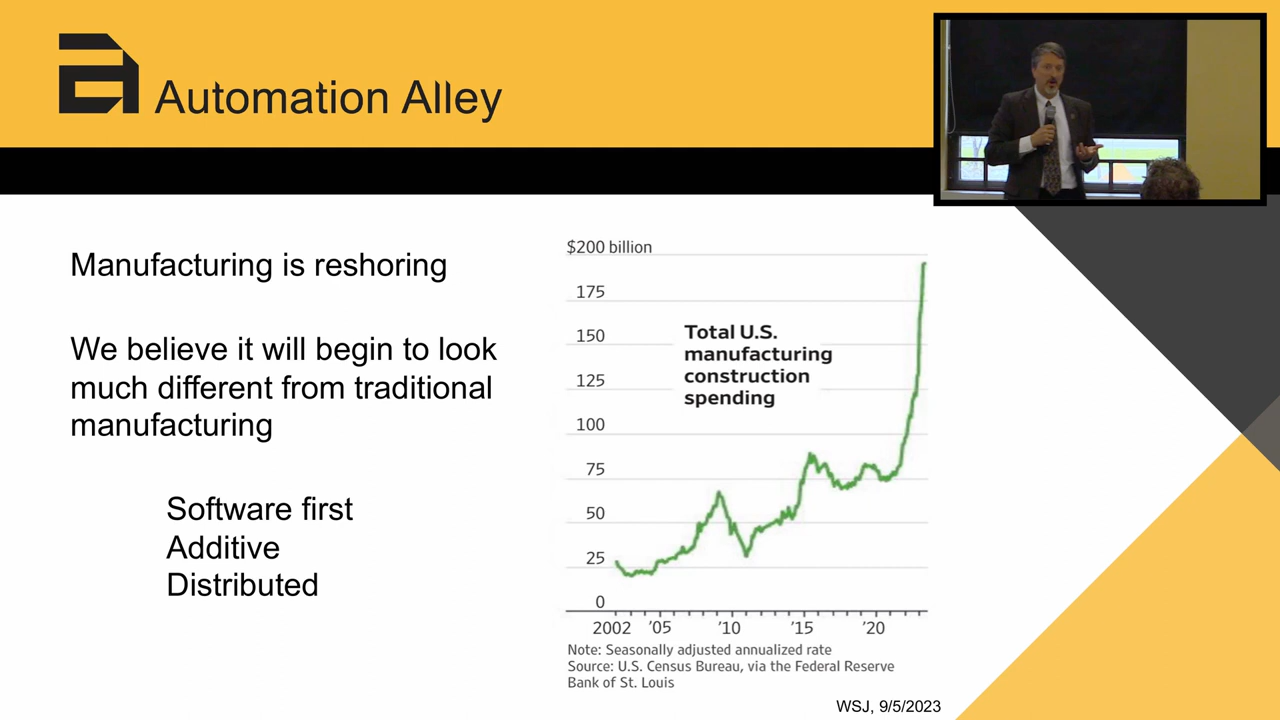 Automation Alley
Manufacturing is reshoring
We believe it will begin to look
much different from traditional
manufacturing
Software first
Additive
Distributed
$200 billion
175
150
125
100
75
50
25
0
Total U.S.
manufacturing
construction
spending
2002 ’05 ’10 ’15 ’20
Note: Seasonally adjusted annualized rate
Source: U.S. Census Bureau, via the Federal Reserve
Bank of St. Louis
WSJ, 9/5/2023